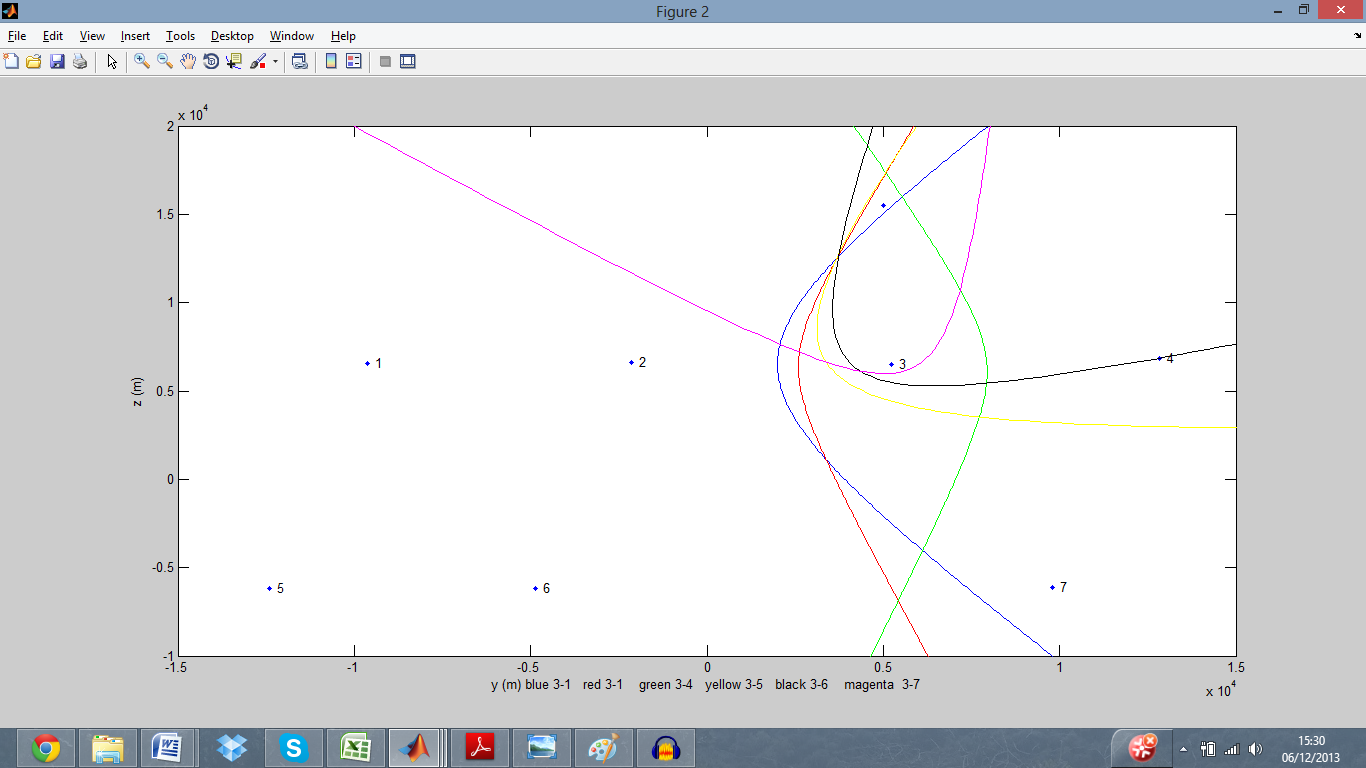 Figure 2
File Edit View Insert Tools Desktop Window Help
x 10^4
2
1.5
1
0.5
0
-0.5
-1
z (m)
1
2
3
4
5
6
7
-1.5 -1 -0.5 0 0.5 1 1.5
x 10^4
y (m) blue 3-1 red 3-1 green 3-4 yellow 3-5 black 3-6 magenta 3-7
15:30
06/12/2013